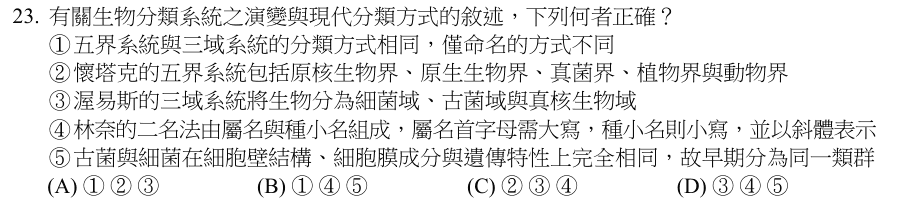 23. 有關生物分類系統之演變與現代分類方式的敘述，下列何者正確？
①五界系統與三域系統的分類方式相同，僅命名的方式不同
②懷塔克的五界系統包括原核生物界、原生生物界、真菌界、植物界與動物界
③渥易斯的三域系統將生物分為細菌域、古菌域與真核生物域
④林奈的二名法由屬名與種小名組成，屬名首字母需大寫，種小名則小寫，並以斜體表示
⑤古菌與細菌在細胞壁結構、細胞膜成分與遺傳特性上完全相同，故早期分為同一類群
(A) ①②③ (B) ①④⑤ (C) ②③④ (D) ③④⑤